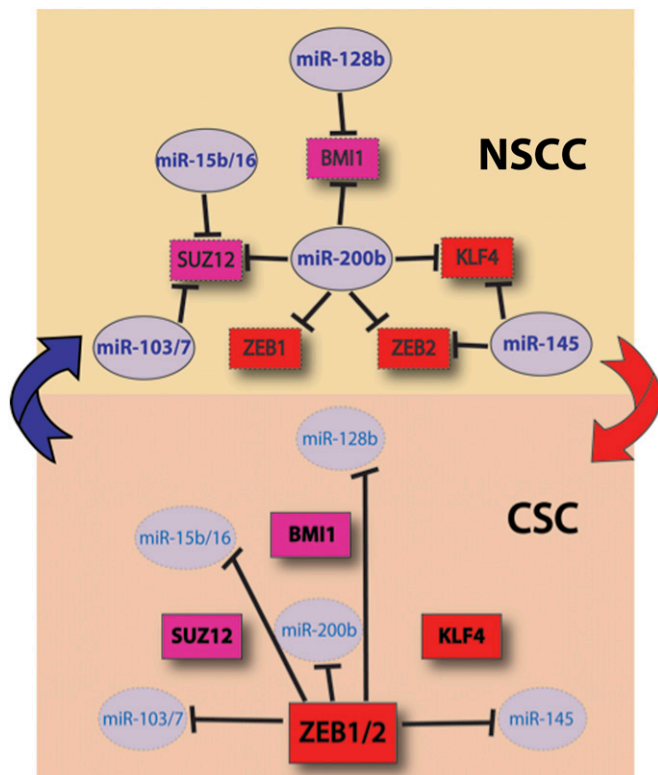 miR-128b
miR-15b/16
BMI1
NSCC
SUZ12
miR-200b
KLF4
miR-103/7
ZEB1
ZEB2
miR-145
miR-128b
miR-15b/16
BMI1
CSC
SUZ12
miR-200b
KLF4
miR-103/7
ZEB1/2
miR-145